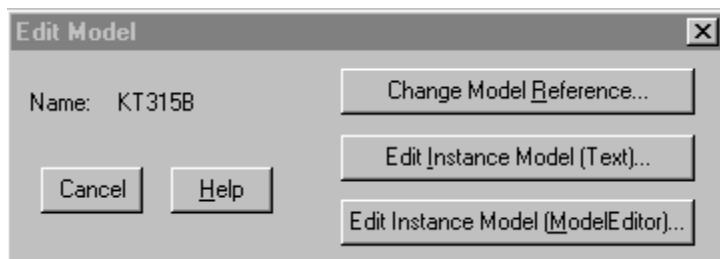 Edit Model
Name: KT315B
Change Model Reference...
Edit Instance Model (Text)...
Cancel Help
Edit Instance Model (ModelEditor)...